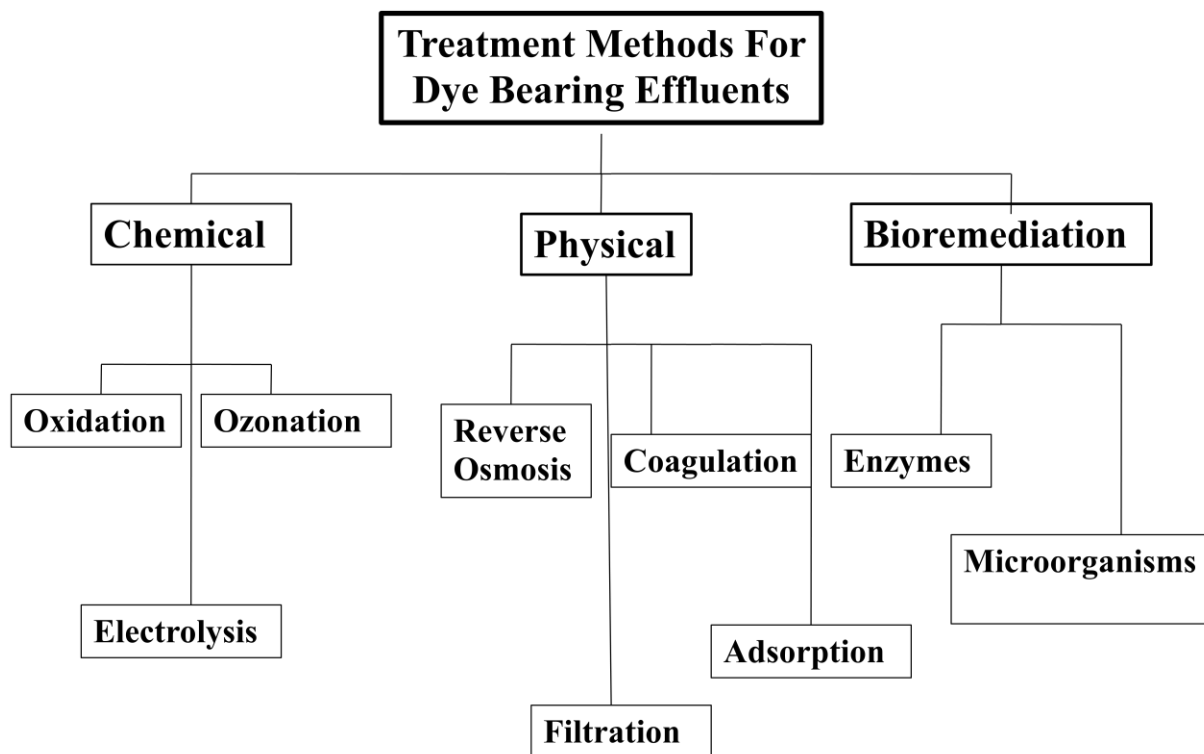 Treatment Methods For
Dye Bearing Effluents
Chemical
Physical
Bioremediation
Oxidation
Ozonation
Reverse
Osmosis
Coagulation
Enzymes
Microorganisms
Electrolysis
Adsorption
Filtration